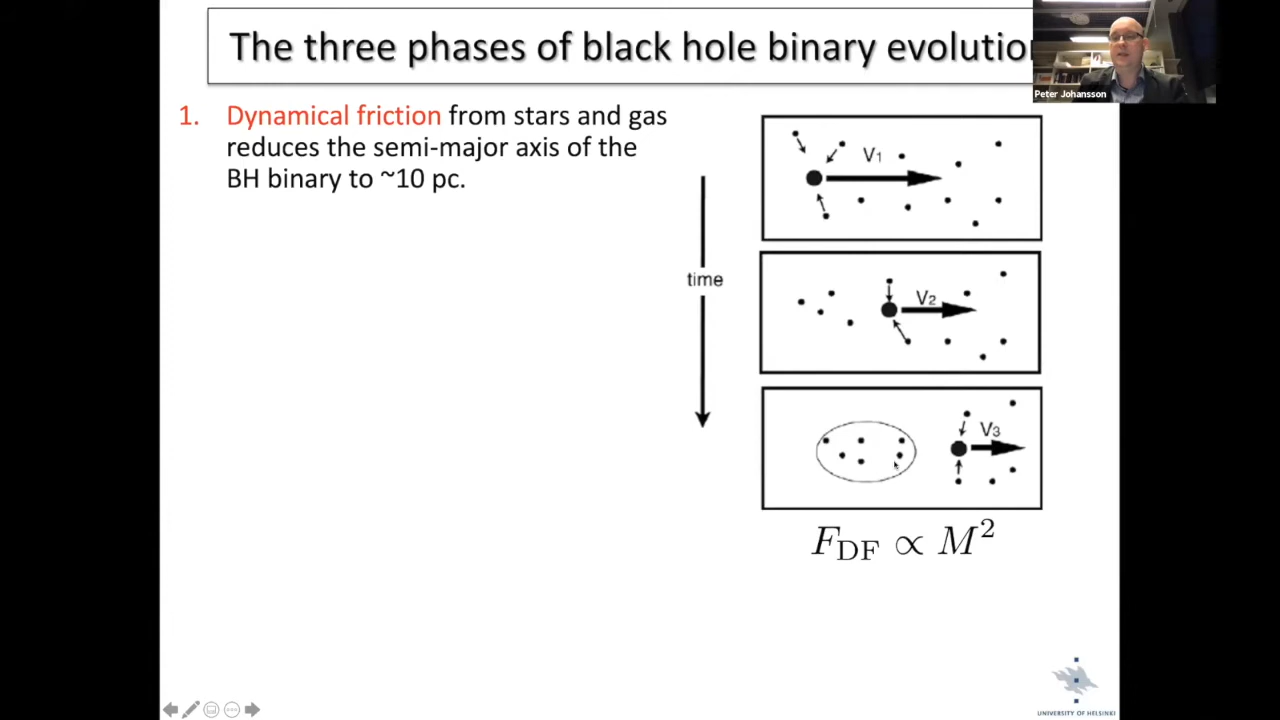 The three phases of black hole binary evolution
Peter Johansson
1. Dynamical friction from stars and gas
reduces the semi-major axis of the
BH binary to ~10 pc.
V₁
time
V₂
V₃
F_DF ∝ M²
UNIVERSITY OF HELSINKI